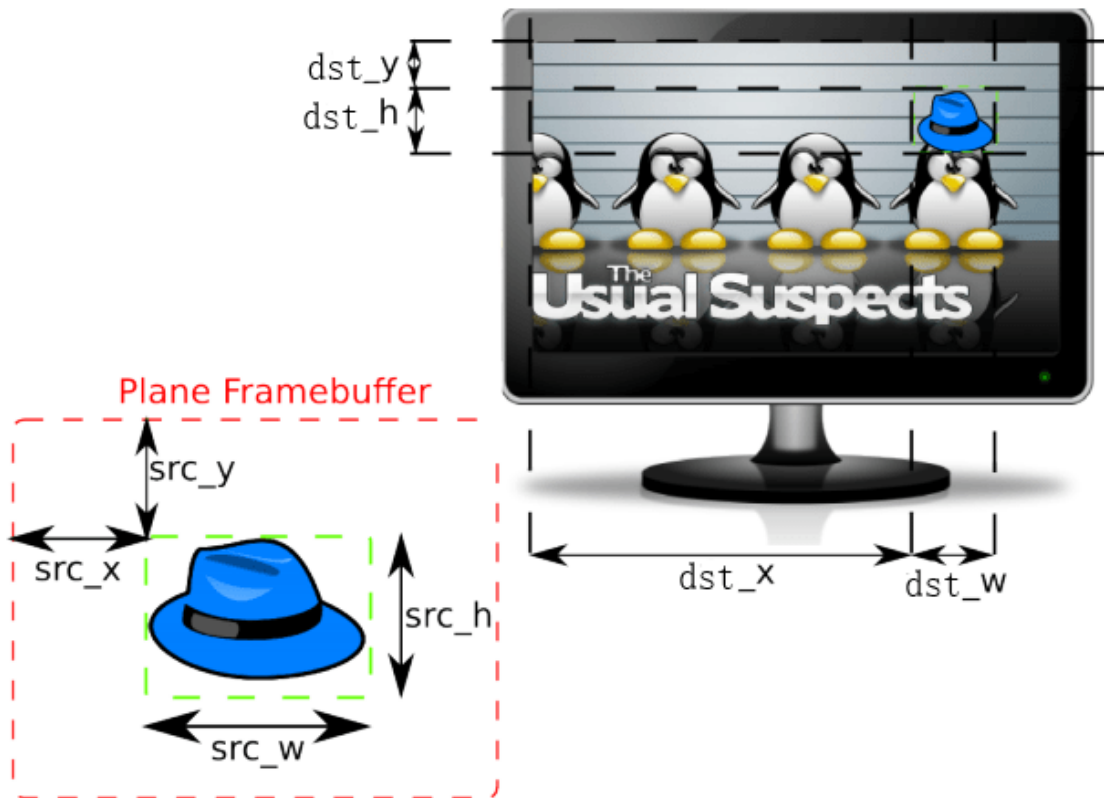 dst_y
dst_h
The
Usual Suspects
Plane Framebuffer
src_y
src_x
src_h
src_w
dst_x
dst_w